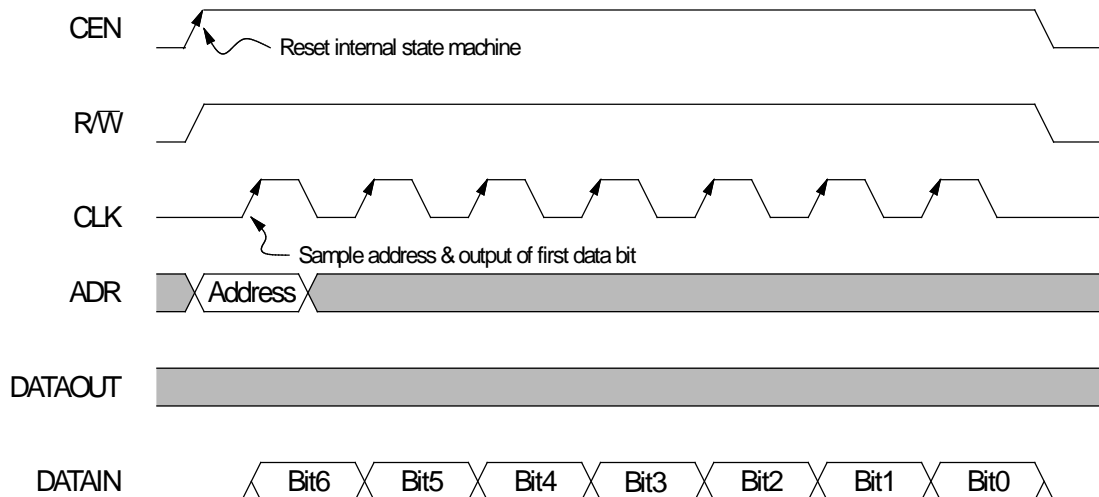 CEN
Reset internal state machine
R/W̅
CLK
Sample address & output of first data bit
ADR
Address
DATAOUT
DATAIN
Bit6 Bit5 Bit4 Bit3 Bit2 Bit1 Bit0